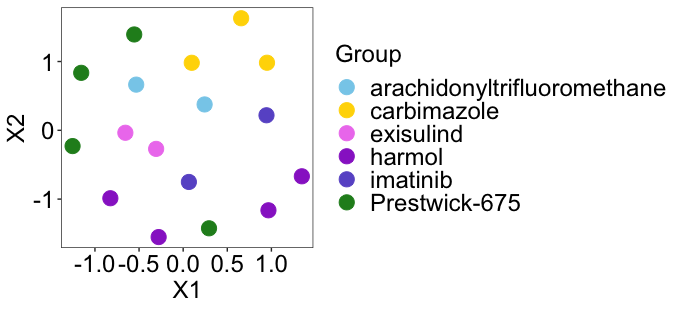 X2
1
0
-1
-1.0 -0.5 0.0 0.5 1.0
X1
Group
arachidonyltrifluoromethane
carbimazole
exisulind
harmol
imatinib
Prestwick-675